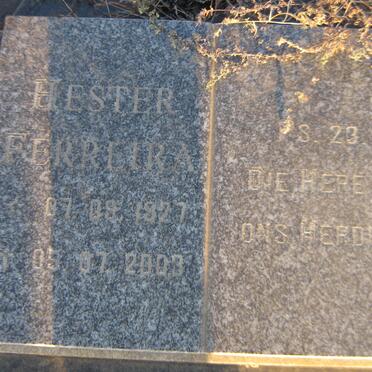 HESTER
FERREIRA
07.08.1927
05.07.2003
S. 23
DIE HERE
ONS HERD